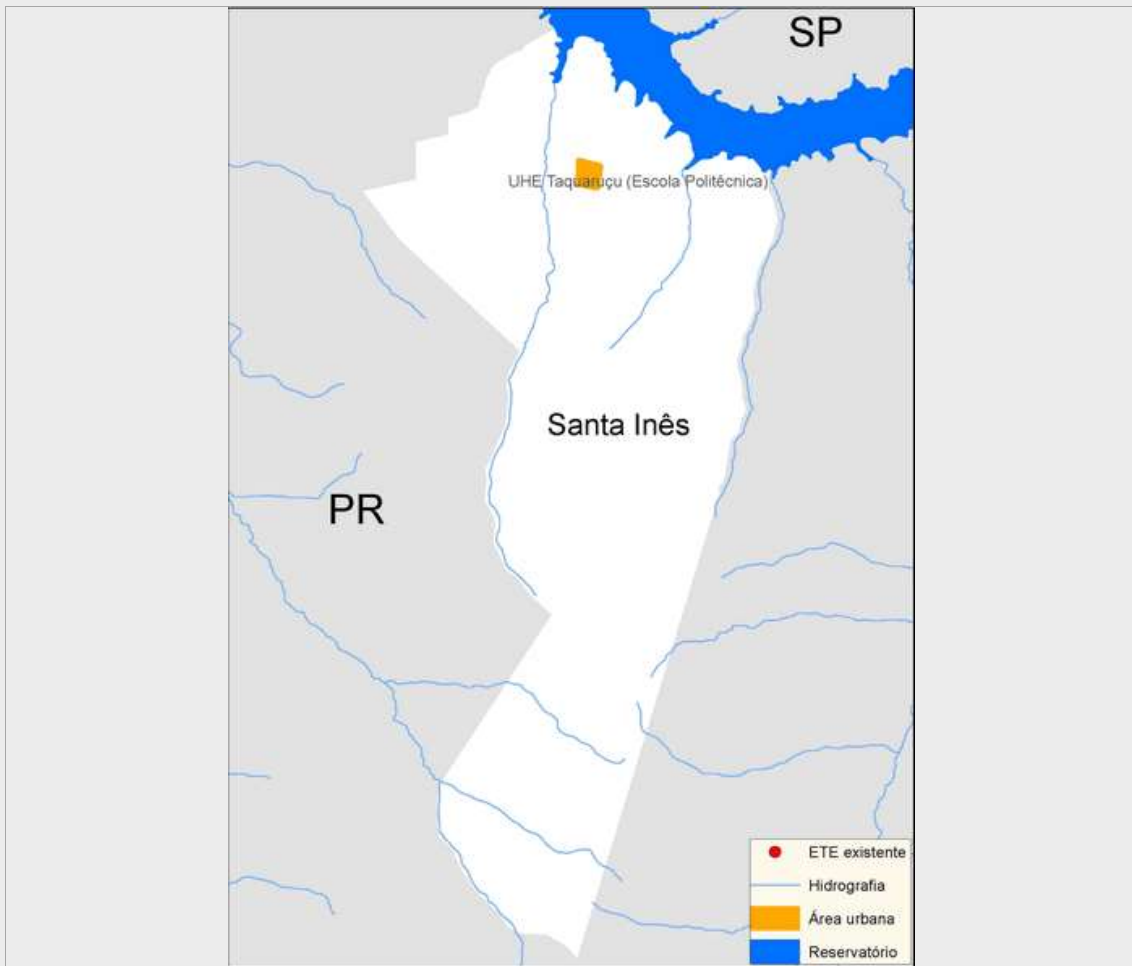 SP
UHE Taquaruçu (Escola Politécnica)
Santa Inês
PR
ETE existente
Hidrografia
Área urbana
Reservatório